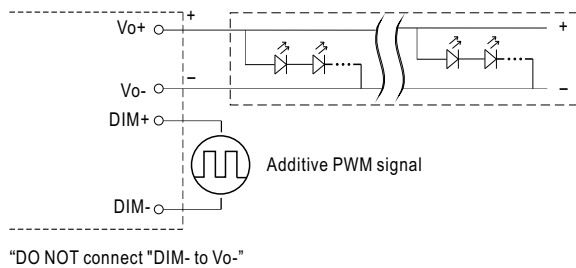 Vo+
+
+
Vo-
−
−
DIM+
Additive PWM signal
DIM-
“DO NOT connect "DIM- to Vo-”